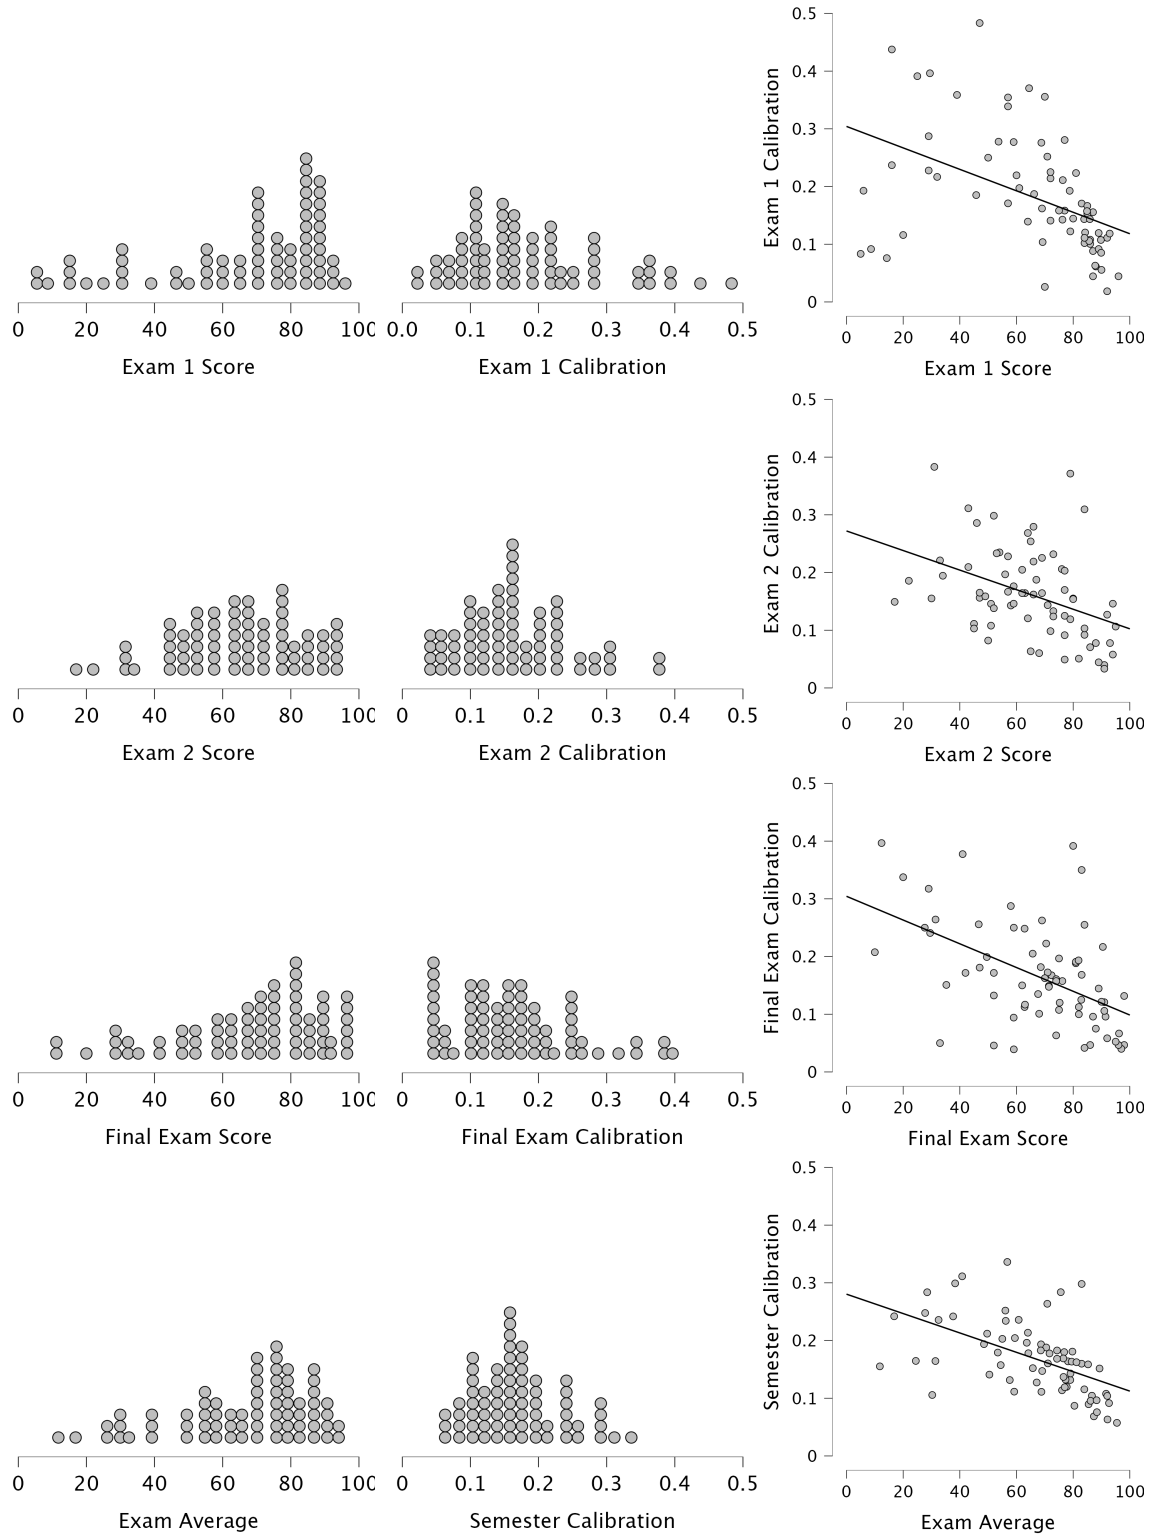 0 20 40 60 80 100
Exam 1 Score
0.0 0.1 0.2 0.3 0.4 0.5
Exam 1 Calibration
0.5
0.4
0.3
0.2
0.1
0
Exam 1 Calibration
0 20 40 60 80 100
Exam 1 Score
0 20 40 60 80 100
Exam 2 Score
0 0.1 0.2 0.3 0.4 0.5
Exam 2 Calibration
0.5
0.4
0.3
0.2
0.1
0
Exam 2 Calibration
0 20 40 60 80 100
Exam 2 Score
0 20 40 60 80 100
Final Exam Score
0 0.1 0.2 0.3 0.4 0.5
Final Exam Calibration
0.5
0.4
0.3
0.2
0.1
0
Final Exam Calibration
0 20 40 60 80 100
Final Exam Score
0 20 40 60 80 100
Exam Average
0 0.1 0.2 0.3 0.4 0.5
Semester Calibration
0.5
0.4
0.3
0.2
0.1
0
Semester Calibration
0 20 40 60 80 100
Exam Average